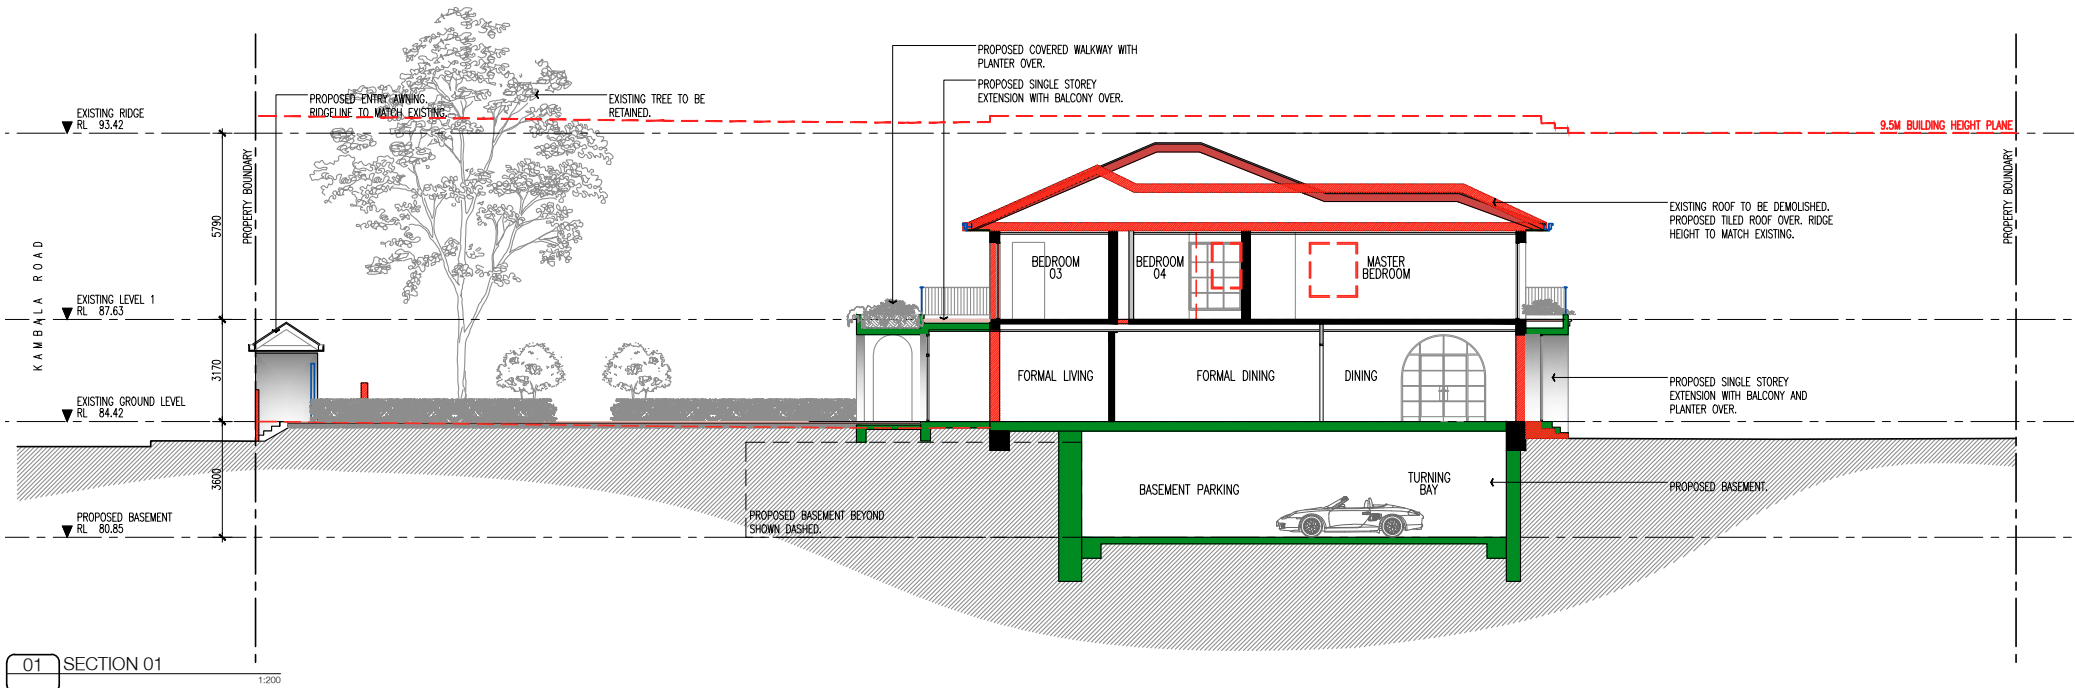 PROPOSED COVERED WALKWAY WITH
PLANTER OVER.
PROPOSED SINGLE STOREY
EXTENSION WITH BALCONY OVER.
PROPOSED ENTRY AWNING.
RIDGELINE TO MATCH EXISTING.
EXISTING TREE TO BE
RETAINED.
EXISTING RIDGE
RL 93.42
9.5M BUILDING HEIGHT PLANE
PROPERTY BOUNDARY
PROPERTY BOUNDARY
5790
KAMBALA ROAD
EXISTING ROOF TO BE DEMOLISHED.
PROPOSED TILED ROOF OVER. RIDGE
HEIGHT TO MATCH EXISTING.
BEDROOM
03
BEDROOM
04
MASTER
BEDROOM
EXISTING LEVEL 1
RL 87.63
3170
FORMAL LIVING
FORMAL DINING
DINING
PROPOSED SINGLE STOREY
EXTENSION WITH BALCONY AND
PLANTER OVER.
EXISTING GROUND LEVEL
RL 84.42
3600
BASEMENT PARKING
TURNING
BAY
PROPOSED BASEMENT.
PROPOSED BASEMENT
RL 80.85
PROPOSED BASEMENT BEYOND
SHOWN DASHED.
01 SECTION 01
1:200